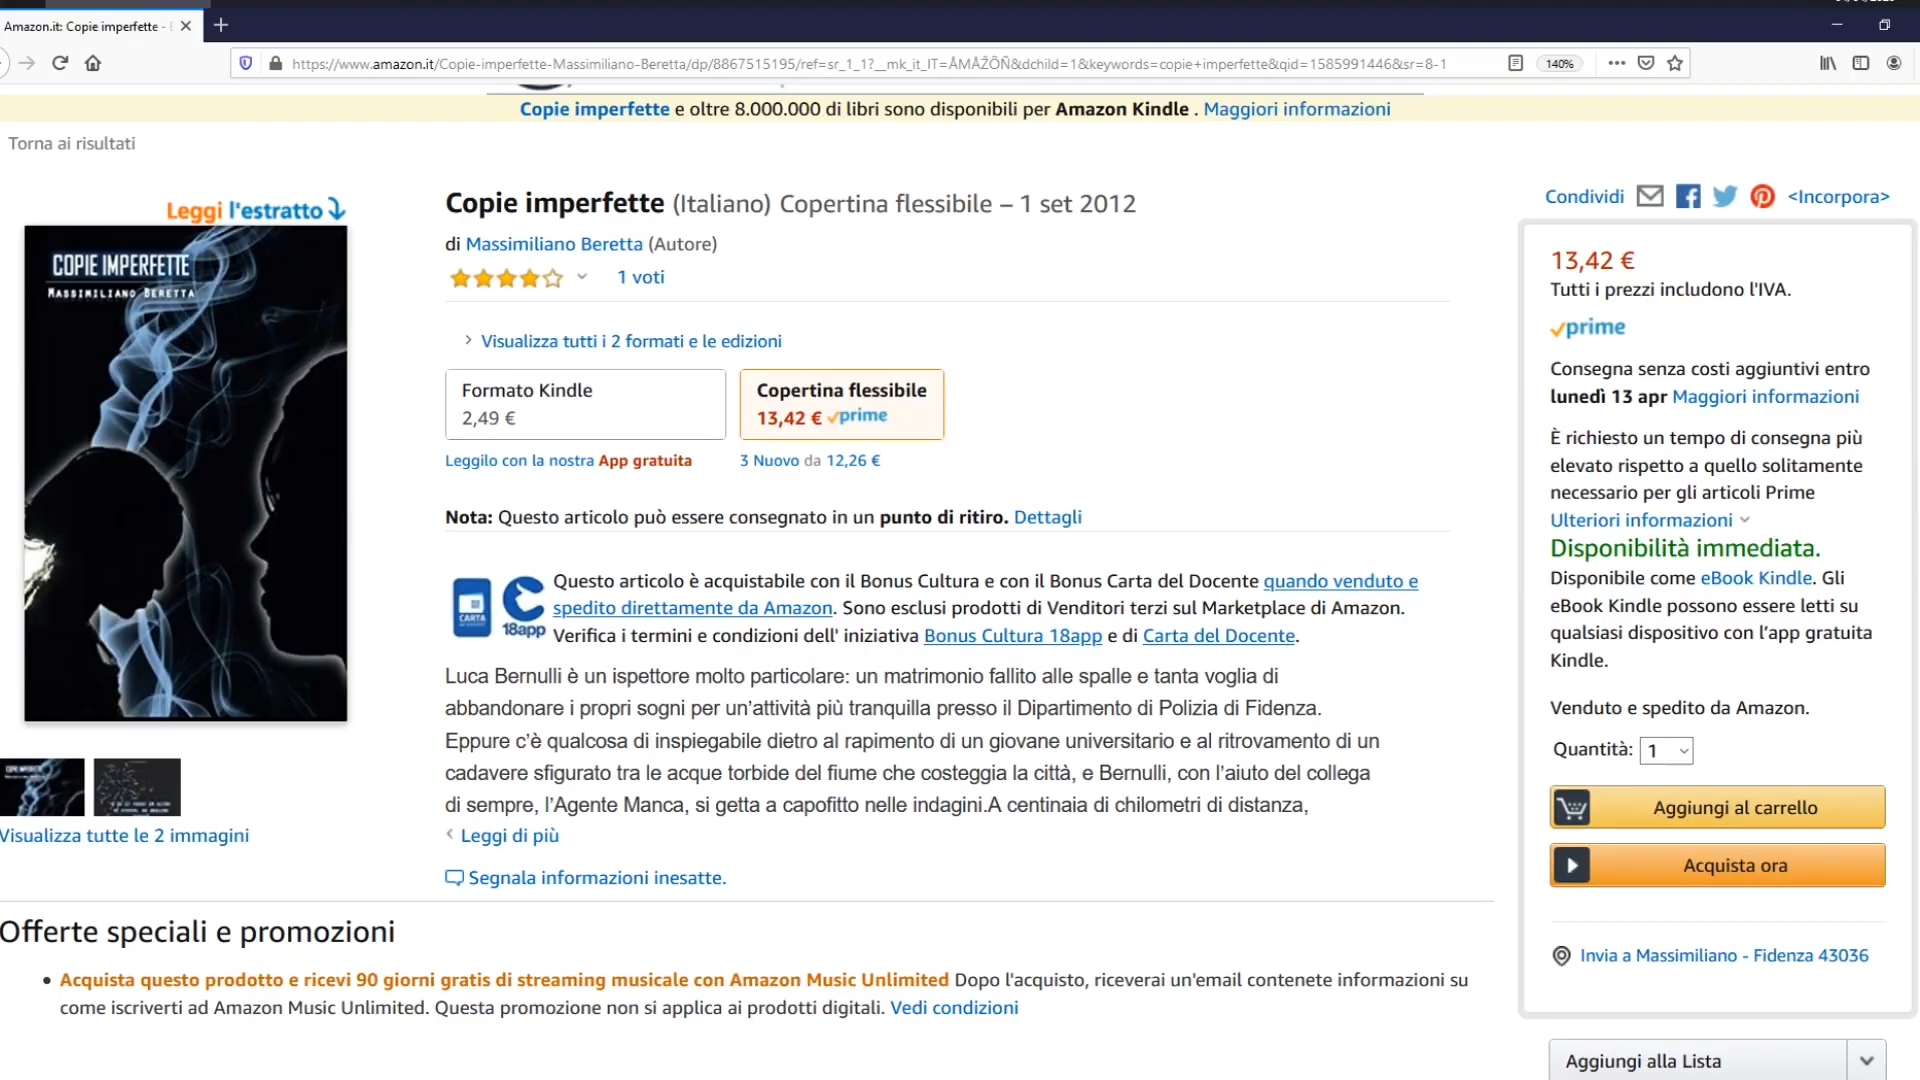 Amazon.it: Copie imperfette -
https://www.amazon.it/Copie-imperfette-Massimiliano-Beretta/dp/8867515195/ref=sr_1_1?__mk_it_IT=ÅMÅŽÕÑ&dchild=1&keywords=copie+imperfette&qid=1585991446&sr=8-1
140%
Copie imperfette e oltre 8.000.000 di libri sono disponibili per Amazon Kindle . Maggiori informazioni
Torna ai risultati
Leggi l'estratto
COPIE IMPERFETTE
MASSIMILIANO BERETTA
Visualizza tutte le 2 immagini
Copie imperfette (Italiano) Copertina flessibile – 1 set 2012
di Massimiliano Beretta (Autore)
1 voti
Visualizza tutti i 2 formati e le edizioni
Formato Kindle
2,49 €
Copertina flessibile
13,42 € prime
Leggilo con la nostra App gratuita
3 Nuovo da 12,26 €
Nota: Questo articolo può essere consegnato in un punto di ritiro. Dettagli
CARTA
18app
Questo articolo è acquistabile con il Bonus Cultura e con il Bonus Carta del Docente quando venduto e
spedito direttamente da Amazon. Sono esclusi prodotti di Venditori terzi sul Marketplace di Amazon.
Verifica i termini e condizioni dell' iniziativa Bonus Cultura 18app e di Carta del Docente.
Luca Bernulli è un ispettore molto particolare: un matrimonio fallito alle spalle e tanta voglia di
abbandonare i propri sogni per un’attività più tranquilla presso il Dipartimento di Polizia di Fidenza.
Eppure c’è qualcosa di inspiegabile dietro al rapimento di un giovane universitario e al ritrovamento di un
cadavere sfigurato tra le acque torbide del fiume che costeggia la città, e Bernulli, con l’aiuto del collega
di sempre, l’Agente Manca, si getta a capofitto nelle indagini.A centinaia di chilometri di distanza,
Leggi di più
Segnala informazioni inesatte.
Condividi
<Incorpora>
13,42 €
Tutti i prezzi includono l'IVA.
prime
Consegna senza costi aggiuntivi entro
lunedì 13 apr Maggiori informazioni
È richiesto un tempo di consegna più
elevato rispetto a quello solitamente
necessario per gli articoli Prime
Ulteriori informazioni
Disponibilità immediata.
Disponibile come eBook Kindle. Gli
eBook Kindle possono essere letti su
qualsiasi dispositivo con l’app gratuita
Kindle.
Venduto e spedito da Amazon.
Quantità: 1
Aggiungi al carrello
Acquista ora
Invia a Massimiliano - Fidenza 43036
Aggiungi alla Lista
Offerte speciali e promozioni
Acquista questo prodotto e ricevi 90 giorni gratis di streaming musicale con Amazon Music Unlimited Dopo l'acquisto, riceverai un'email contenete informazioni su
come iscriverti ad Amazon Music Unlimited. Questa promozione non si applica ai prodotti digitali. Vedi condizioni